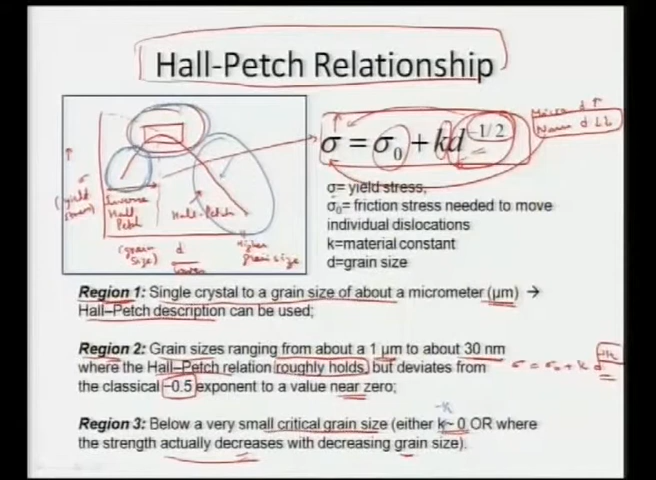 Hall-Petch Relationship
σ = σ₀ + kd⁻¹/²
Micro d ↑
Nano d ↓↓
σ
(yield
stress)
Inverse
Hall
Petch
Hall-Petch
(grain
size)
d
Lower
Higher
grain size
σ= yield stress,
σ₀= friction stress needed to move
individual dislocations
k=material constant
d=grain size
Region 1: Single crystal to a grain size of about a micrometer (μm) →
Hall–Petch description can be used;
Region 2: Grain sizes ranging from about a 1 μm to about 30 nm
where the Hall–Petch relation roughly holds, but deviates from
the classical −0.5 exponent to a value near zero;
σ = σ₀ + k d
Region 3: Below a very small critical grain size (either k~ 0 OR where
the strength actually decreases with decreasing grain size).